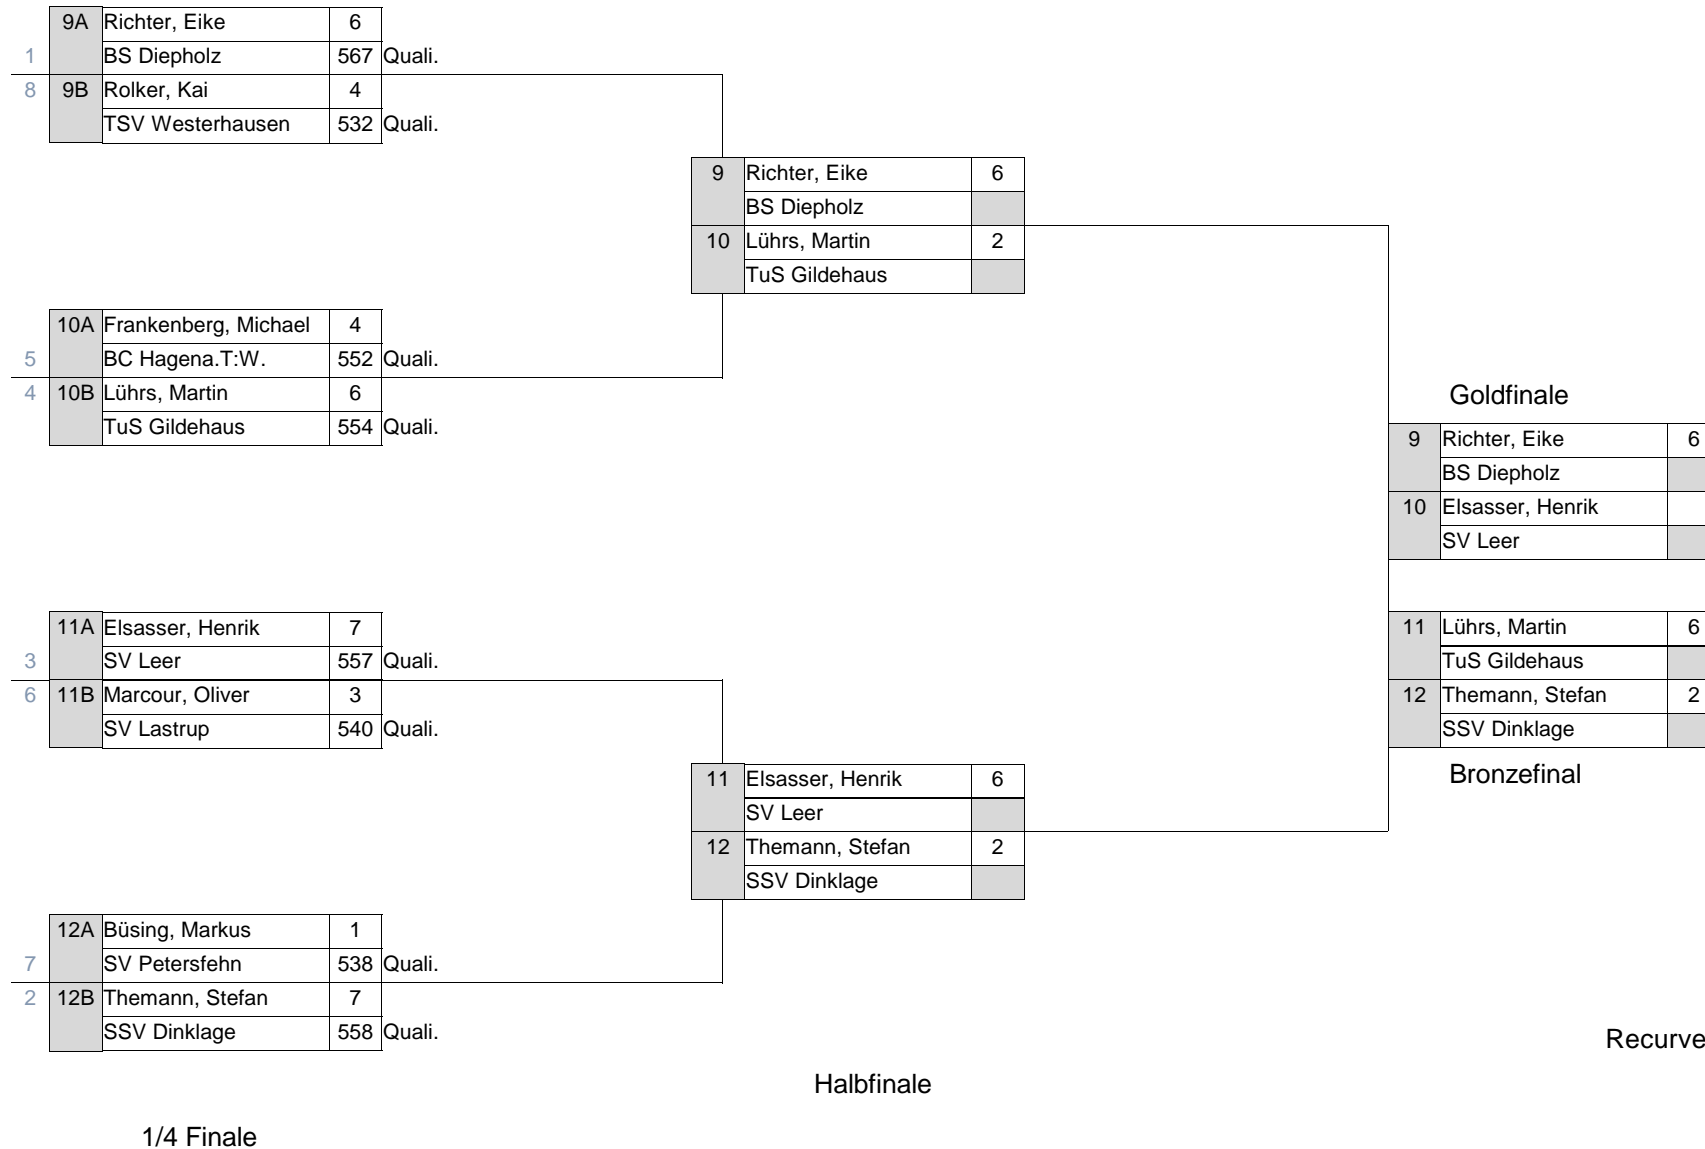 9A Richter, Eike 6
1 BS Diepholz 567 Quali.
8 9B Rolker, Kai 4
TSV Westerhausen 532 Quali.
9 Richter, Eike 6
BS Diepholz
10 Lührs, Martin 2
TuS Gildehaus
10A Frankenberg, Michael 4
5 BC Hagena.T:W. 552 Quali.
4 10B Lührs, Martin 6
TuS Gildehaus 554 Quali.
Goldfinale
9 Richter, Eike 6
BS Diepholz
10 Elsasser, Henrik
SV Leer
11A Elsasser, Henrik 7
3 SV Leer 557 Quali.
6 11B Marcour, Oliver 3
SV Lastrup 540 Quali.
11 Lührs, Martin 6
TuS Gildehaus
12 Themann, Stefan 2
SSV Dinklage
Bronzefinal
11 Elsasser, Henrik 6
SV Leer
12 Themann, Stefan 2
SSV Dinklage
12A Büsing, Markus 1
7 SV Petersfehn 538 Quali.
2 12B Themann, Stefan 7
SSV Dinklage 558 Quali.
Recurve
Halbfinale
1/4 Finale